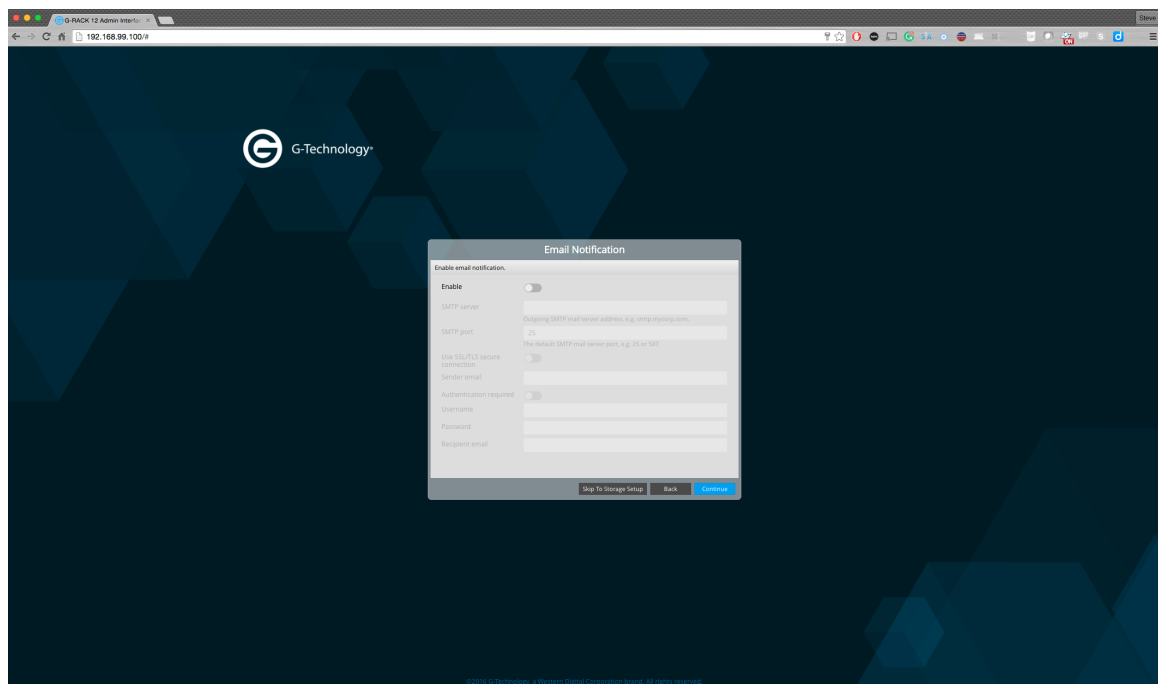 G-RACK 12 Admin Interfac
Steve
192.168.99.100/#
G-Technology
Email Notification
Enable email notification.
Enable
SMTP server
Outgoing SMTP mail server address, e.g. smtp.mycorp.com.
SMTP port
25
The default SMTP mail server port, e.g. 25 or 587.
Use SSL/TLS secure
connection
Sender email
Authentication required
Username
Password
Recipient email
Skip To Storage Setup
Back
Continue
©2016 G-Technology, a Western Digital Corporation brand. All rights reserved.